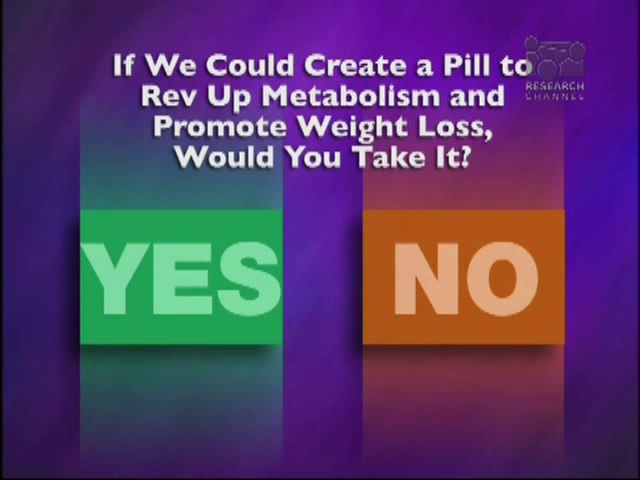 If We Could Create a Pill to
Rev Up Metabolism and
Promote Weight Loss,
Would You Take It?
RESEARCH
CHANNEL
YES
NO